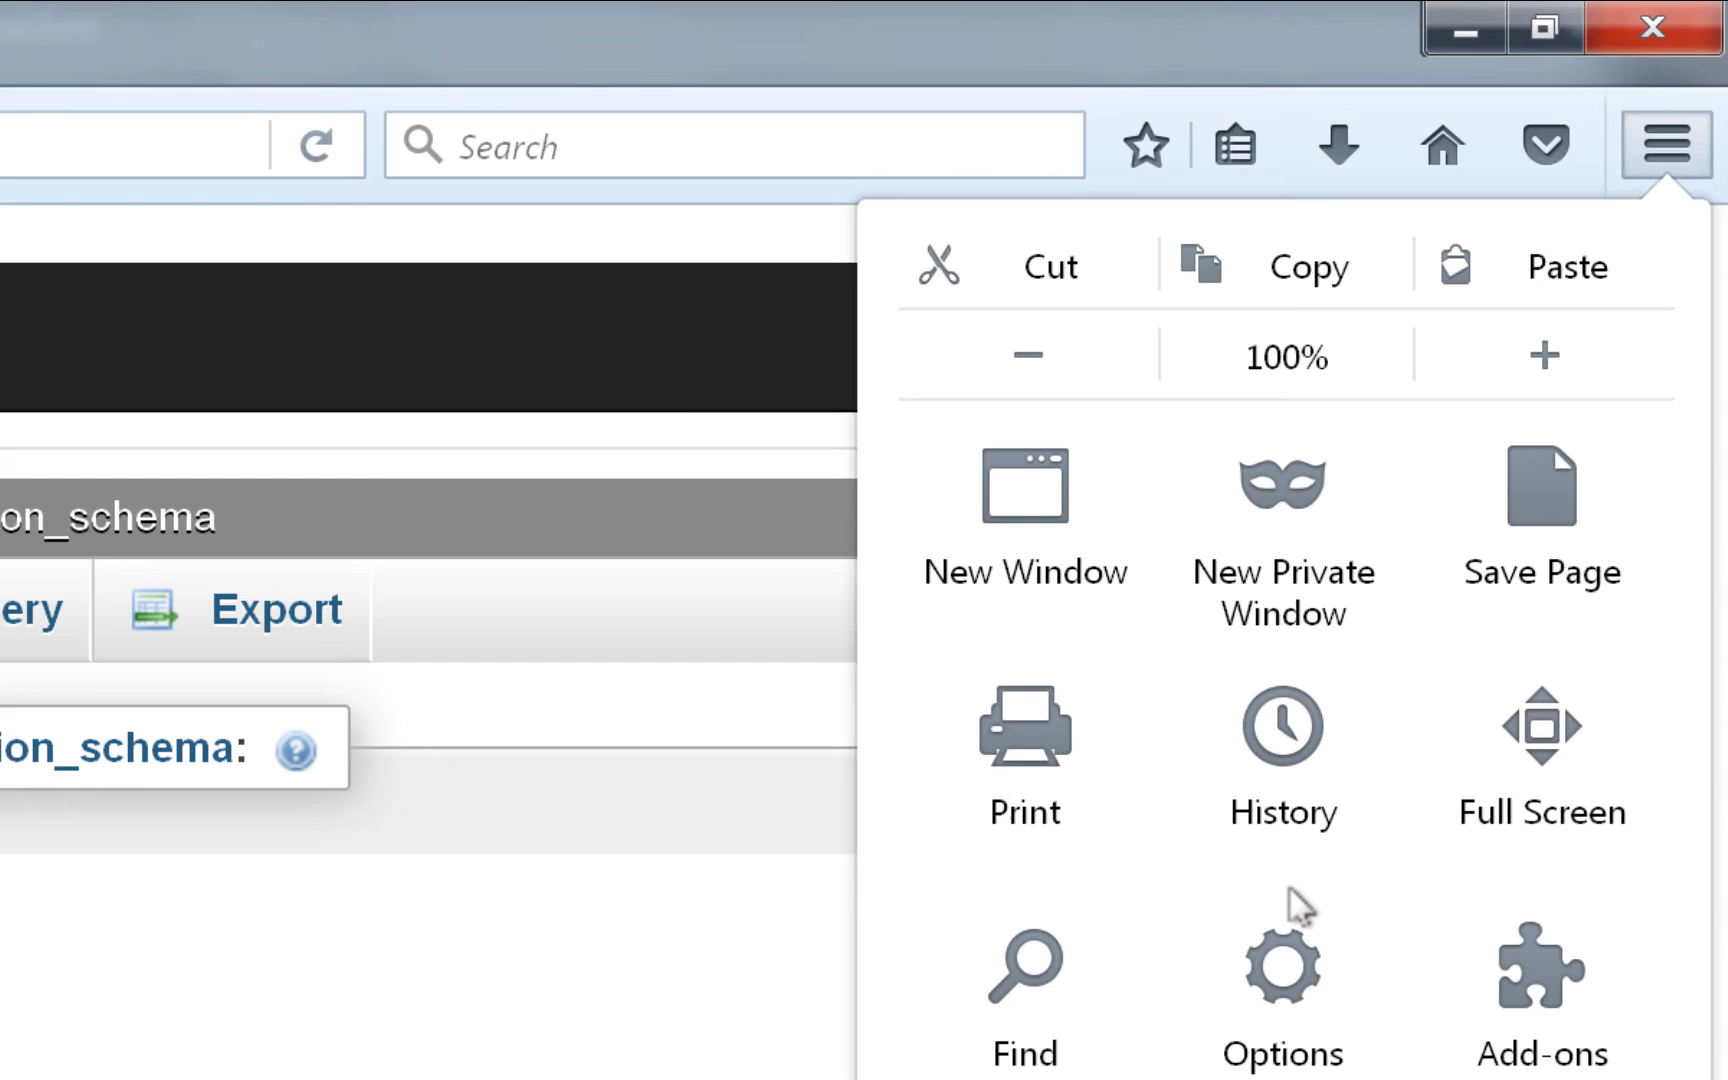 Search
Cut
Copy
Paste
100%
on_schema
New Window
New Private
Window
Save Page
ery
Export
ion_schema:
Print
History
Full Screen
Find
Options
Add-ons